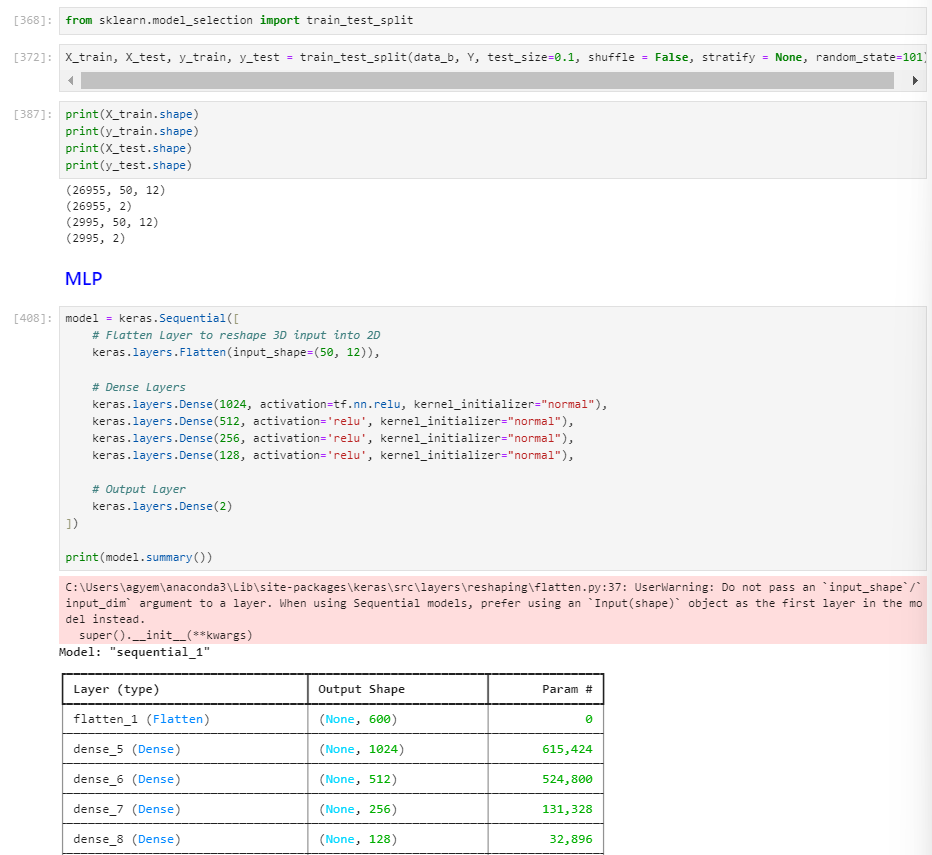 [368]: from sklearn.model_selection import train_test_split
[372]: X_train, X_test, y_train, y_test = train_test_split(data_b, Y, test_size=0.1, shuffle = False, stratify = None, random_state=101)
[387]: print(X_train.shape)
print(y_train.shape)
print(X_test.shape)
print(y_test.shape)
(26955, 50, 12)
(26955, 2)
(2995, 50, 12)
(2995, 2)
MLP
[408]: model = keras.Sequential([
# Flatten Layer to reshape 3D input into 2D
keras.layers.Flatten(input_shape=(50, 12)),
# Dense Layers
keras.layers.Dense(1024, activation=tf.nn.relu, kernel_initializer="normal"),
keras.layers.Dense(512, activation='relu', kernel_initializer="normal"),
keras.layers.Dense(256, activation='relu', kernel_initializer="normal"),
keras.layers.Dense(128, activation='relu', kernel_initializer="normal"),
# Output Layer
keras.layers.Dense(2)
])
print(model.summary())
C:\Users\agyem\anaconda3\Lib\site-packages\keras\src\layers\reshaping\flatten.py:37: UserWarning: Do not pass an `input_shape`/`
input_dim` argument to a layer. When using Sequential models, prefer using an `Input(shape)` object as the first layer in the mo
del instead.
super().__init__(**kwargs)
Model: "sequential_1"
Layer (type) Output Shape Param #
flatten_1 (Flatten) (None, 600) 0
dense_5 (Dense) (None, 1024) 615,424
dense_6 (Dense) (None, 512) 524,800
dense_7 (Dense) (None, 256) 131,328
dense_8 (Dense) (None, 128) 32,896